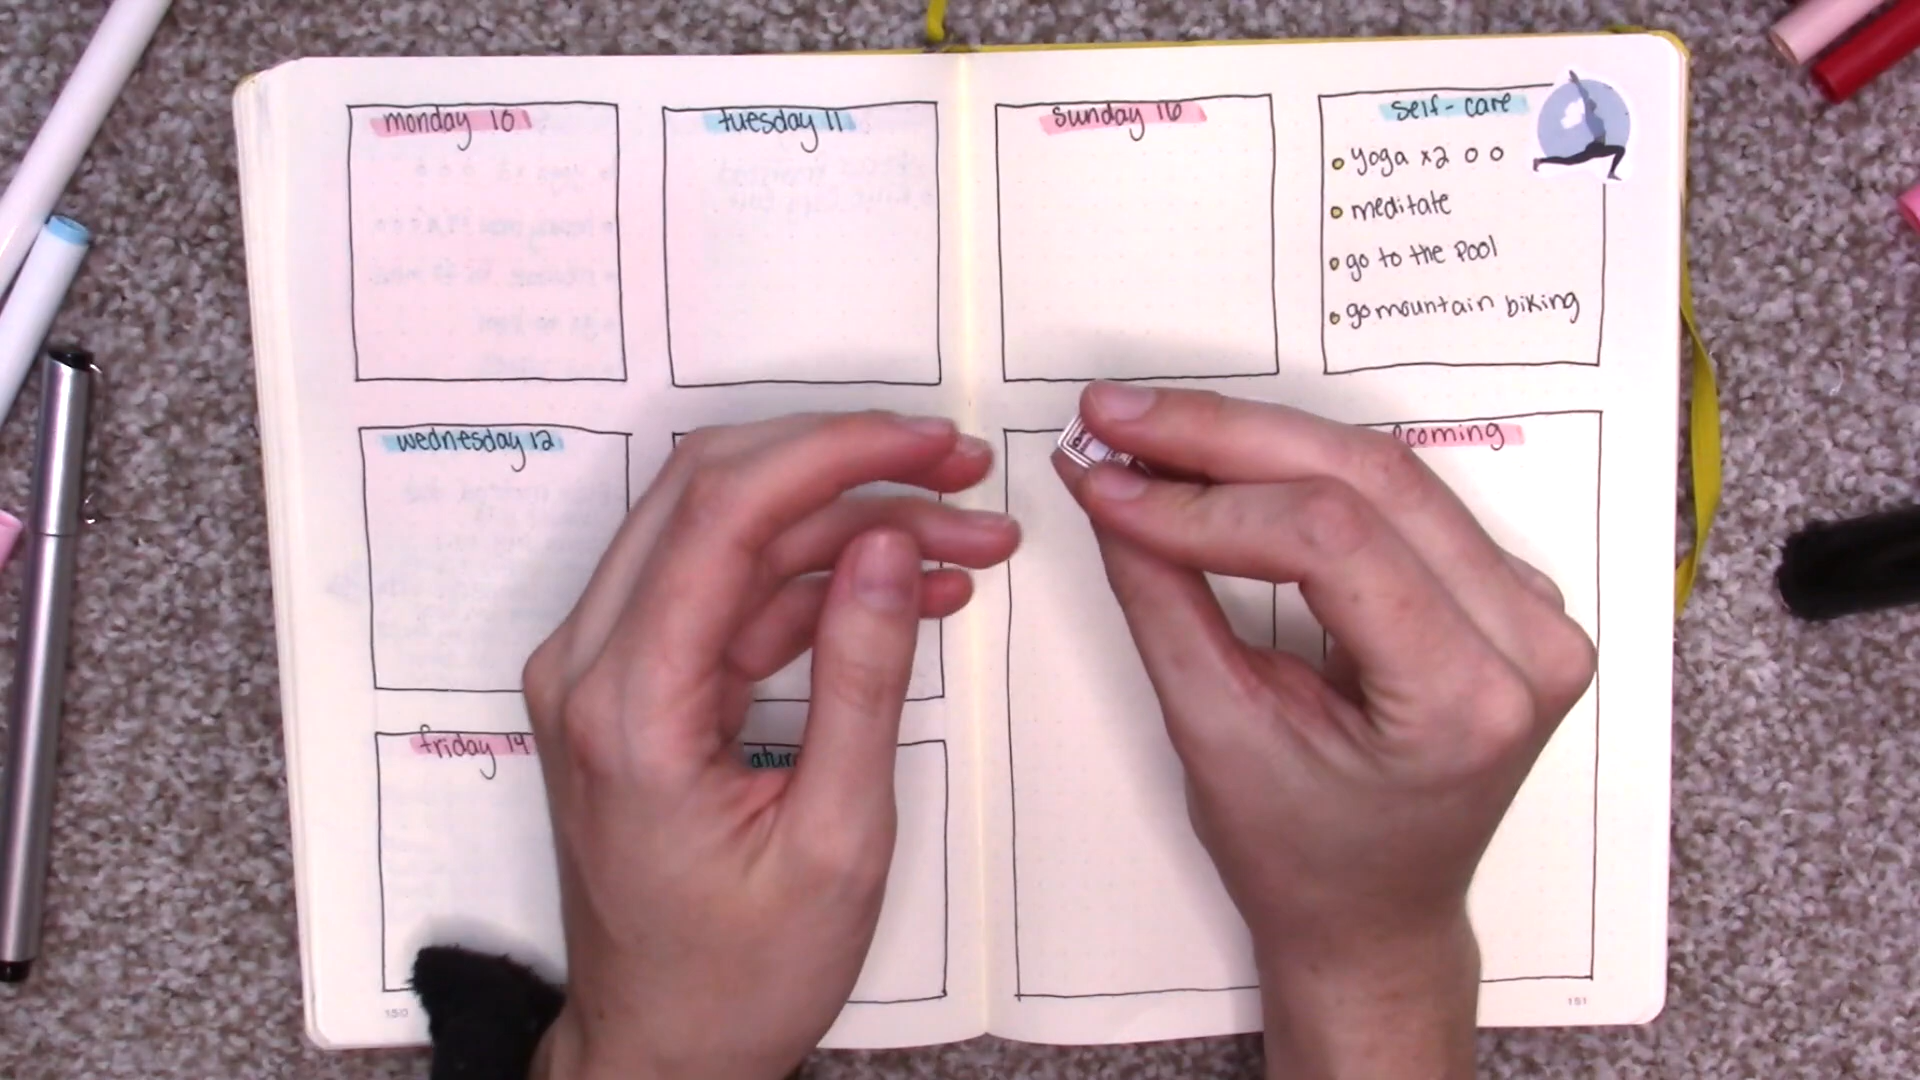 monday 10
tuesday 11
sunday 16
self-care
yoga x2 o o
meditate
go to the pool
go mountain biking
wednesday 12
coming
friday 14
atur
150
151